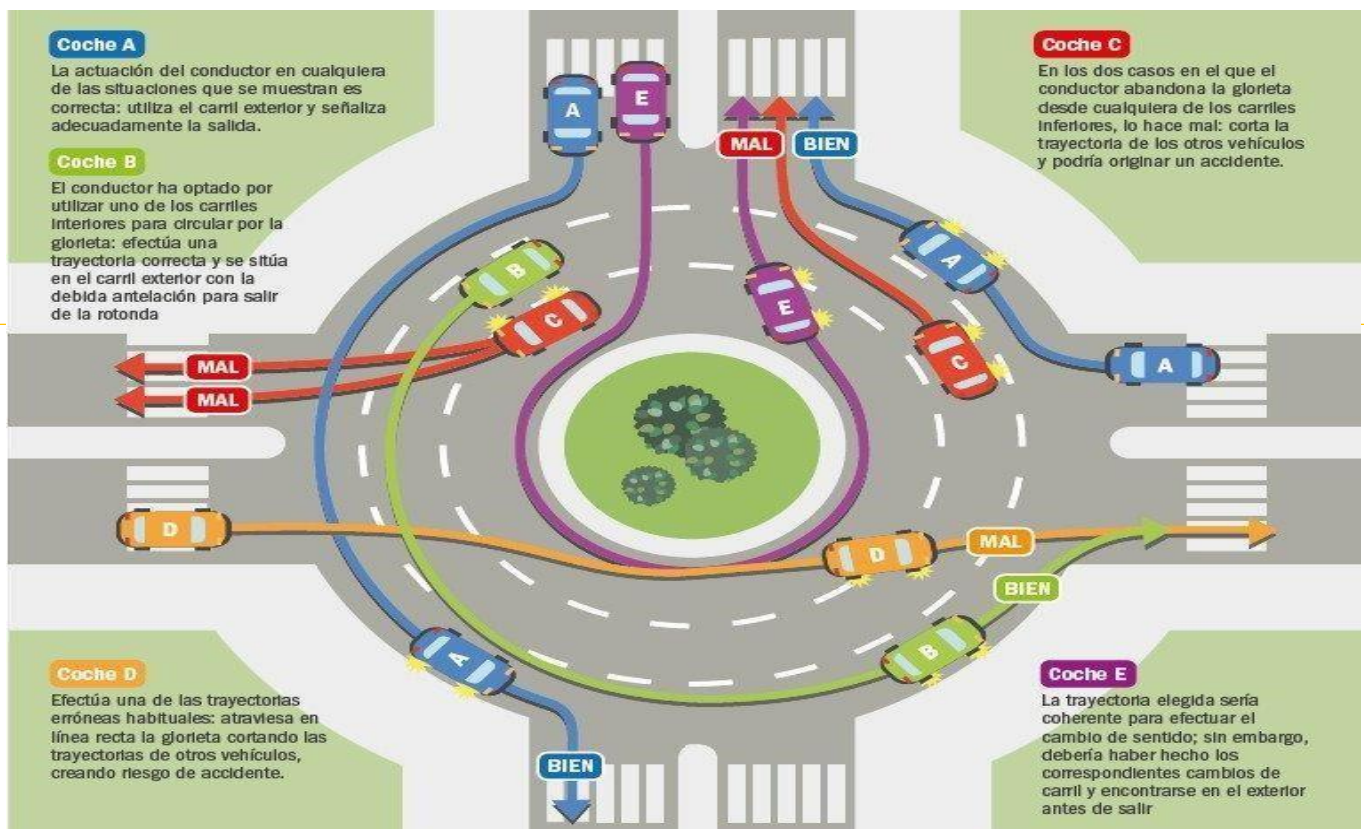 Coche A
La actuación del conductor en cualquiera
de las situaciones que se muestran es
correcta: utiliza el carril exterior y señaliza
adecuadamente la salida.
Coche B
El conductor ha optado por
utilizar uno de los carriles
interiores para circular por la
glorieta: efectúa una
trayectoria correcta y se sitúa
en el carril exterior con la
debida antelación para salir
de la rotonda
Coche C
En los dos casos en el que el
conductor abandona la glorieta
desde cualquiera de los carriles
inferiores, lo hace mal: corta la
trayectoria de los otros vehículos
y podría originar un accidente.
A
E
MAL
BIEN
A
B
E
C
C
A
MAL
MAL
D
D
MAL
BIEN
B
A
BIEN
Coche D
Efectúa una de las trayectorias
erróneas habituales: atraviesa en
línea recta la glorieta cortando las
trayectorias de otros vehículos,
creando riesgo de accidente.
Coche E
La trayectoria elegida sería
coherente para efectuar el
cambio de sentido; sin embargo,
debería haber hecho los
correspondientes cambios de
carril y encontrarse en el exterior
antes de salir